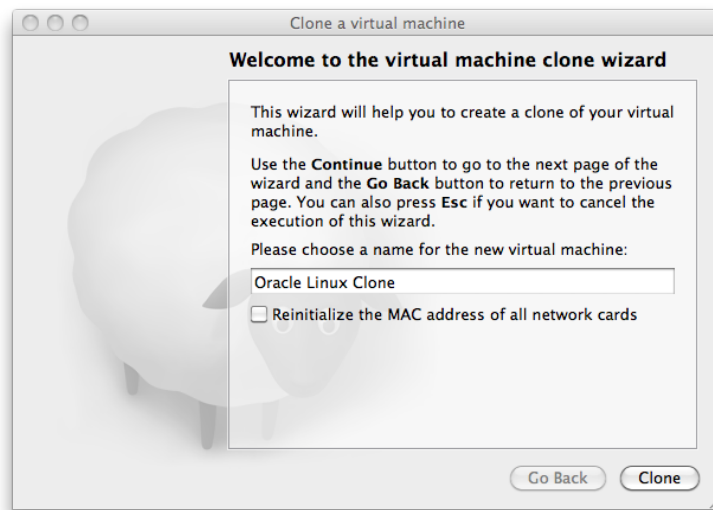 Clone a virtual machine
Welcome to the virtual machine clone wizard
This wizard will help you to create a clone of your virtual
machine.
Use the Continue button to go to the next page of the
wizard and the Go Back button to return to the previous
page. You can also press Esc if you want to cancel the
execution of this wizard.
Please choose a name for the new virtual machine:
Oracle Linux Clone
Reinitialize the MAC address of all network cards
Go Back
Clone